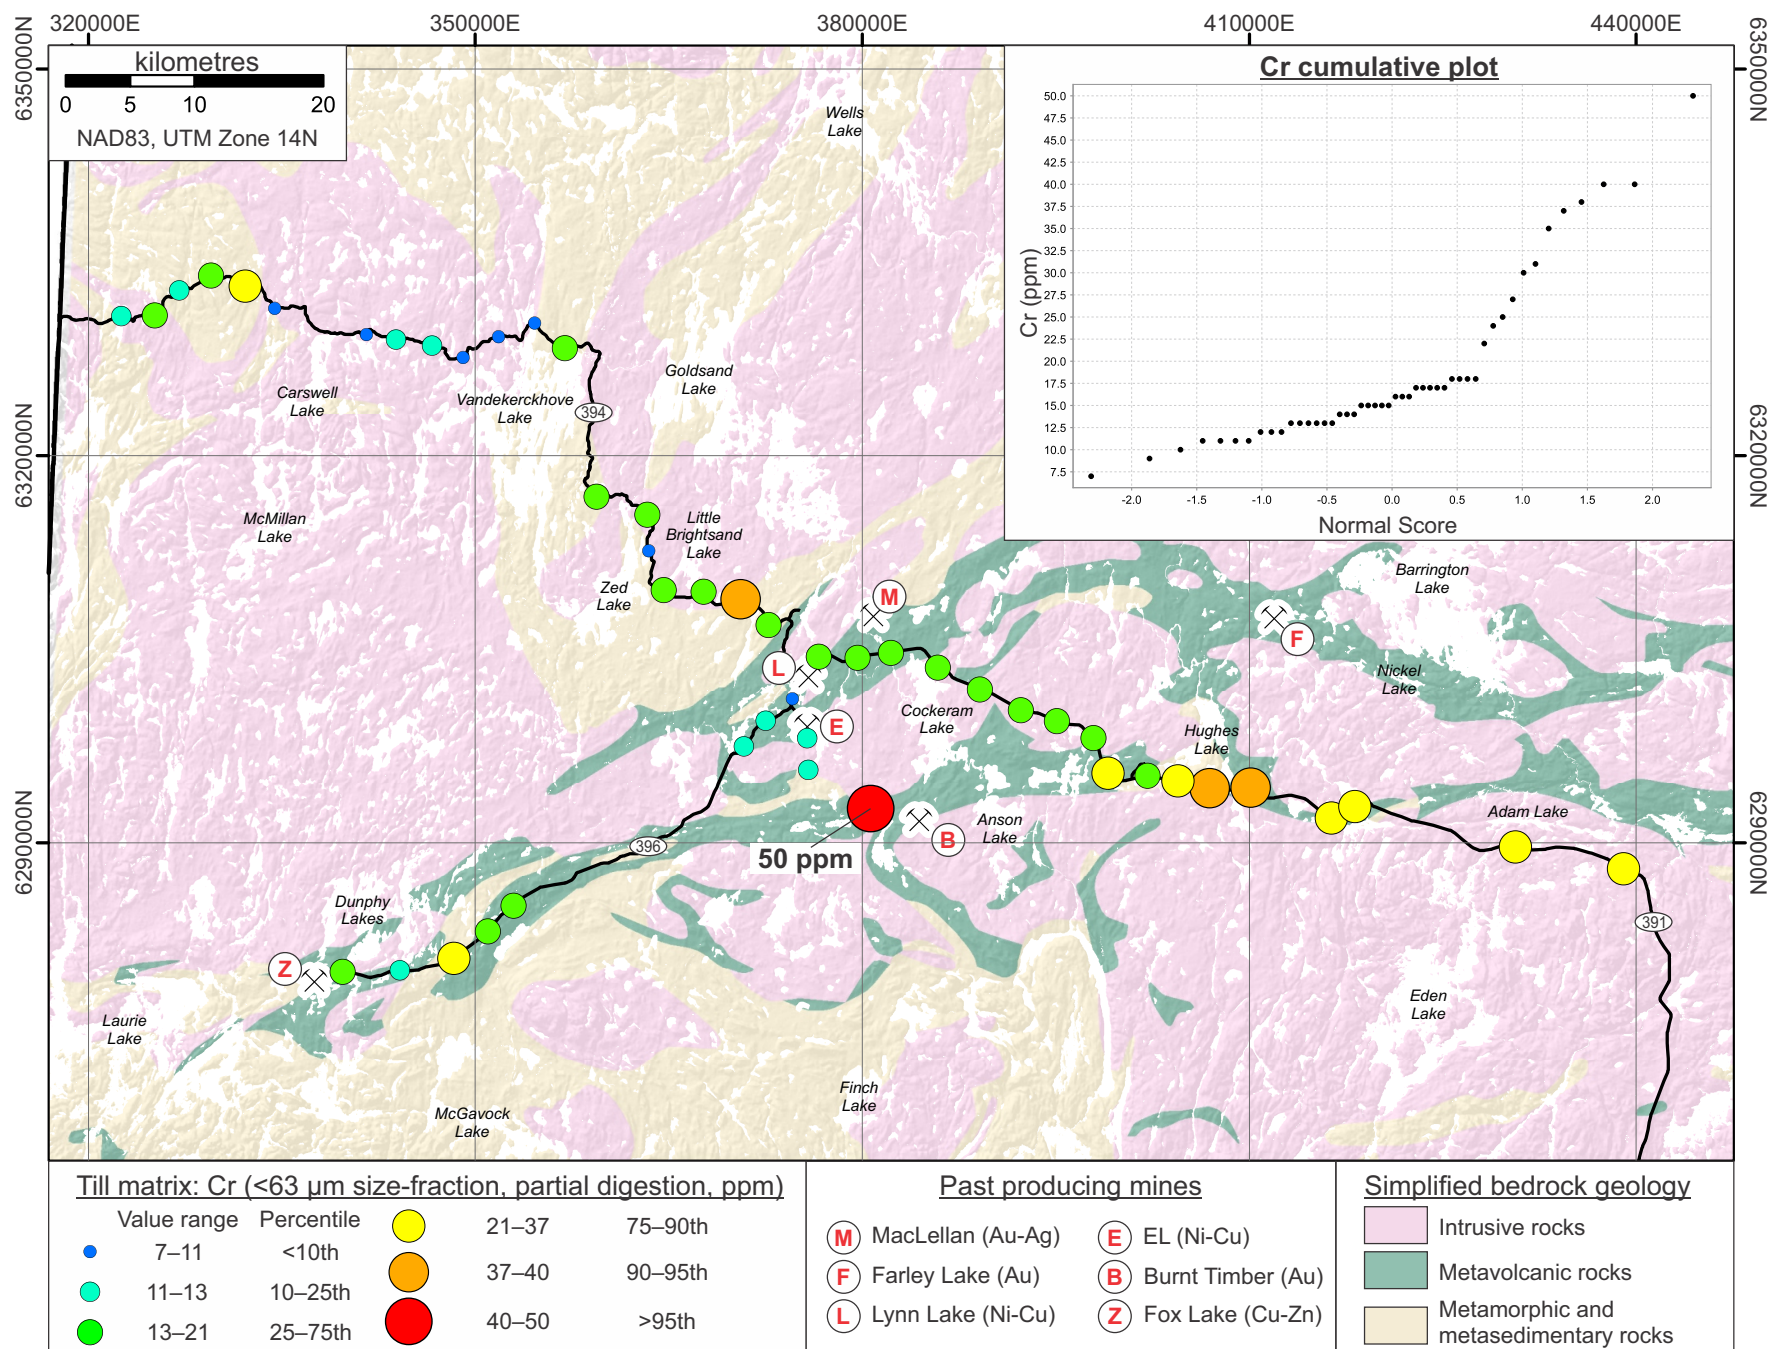 320000E
350000E
380000E
410000E
440000E
6350000N
6320000N
6290000N
6350000N
6320000N
6290000N
kilometres
0 5 10 20
NAD83, UTM Zone 14N
Cr cumulative plot
Cr (ppm)
50.0
47.5
45.0
42.5
40.0
37.5
35.0
32.5
30.0
27.5
25.0
22.5
20.0
17.5
15.0
12.5
10.0
7.5
-2.0 -1.5 -1.0 -0.5 0.0 0.5 1.0 1.5 2.0
Normal Score
Wells
Lake
Goldsand
Lake
Carswell
Lake
Vandekerckhove
Lake
394
McMillan
Lake
Little
Brightsand
Lake
Zed
Lake
Barrington
Lake
M
F
L
Nickel
Lake
Cockeram
Lake
E
Hughes
Lake
Anson
Lake
Adam Lake
B
50 ppm
396
Dunphy
Lakes
391
Z
Laurie
Lake
Eden
Lake
Finch
Lake
McGavock
Lake
Till matrix: Cr (<63 µm size-fraction, partial digestion, ppm)
Value range Percentile
7–11 <10th
11–13 10–25th
13–21 25–75th
21–37 75–90th
37–40 90–95th
40–50 >95th
Past producing mines
M MacLellan (Au-Ag)
F Farley Lake (Au)
L Lynn Lake (Ni-Cu)
E EL (Ni-Cu)
B Burnt Timber (Au)
Z Fox Lake (Cu-Zn)
Simplified bedrock geology
Intrusive rocks
Metavolcanic rocks
Metamorphic and
metasedimentary rocks